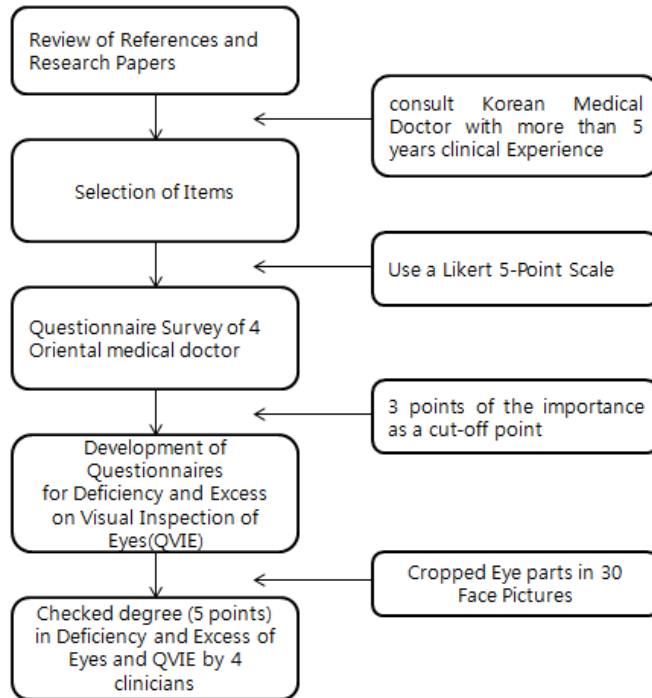 Review of References and
Research Papers
consult Korean Medical
Doctor with more than 5
years clinical Experience
Selection of Items
Use a Likert 5-Point Scale
Questionnaire Survey of 4
Oriental medical doctor
3 points of the importance
as a cut-off point
Development of
Questionnaires
for Deficiency and Excess
on Visual Inspection of
Eyes(QVIE)
Cropped Eye parts in 30
Face Pictures
Checked degree (5 points)
in Deficiency and Excess of
Eyes and QVIE by 4
clinicians